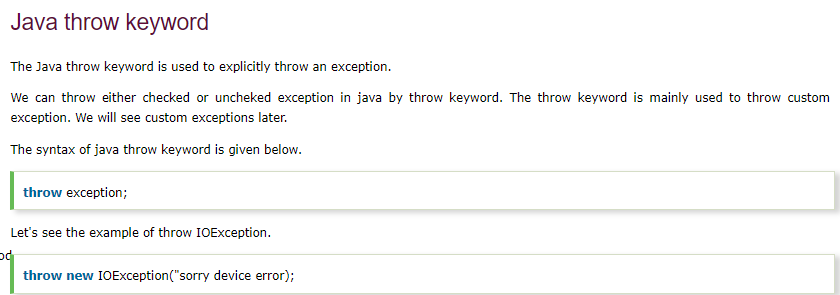 Java throw keyword
The Java throw keyword is used to explicitly throw an exception.
We can throw either checked or uncheked exception in java by throw keyword. The throw keyword is mainly used to throw custom
exception. We will see custom exceptions later.
The syntax of java throw keyword is given below.
throw exception;
Let's see the example of throw IOException.
od
throw new IOException("sorry device error);